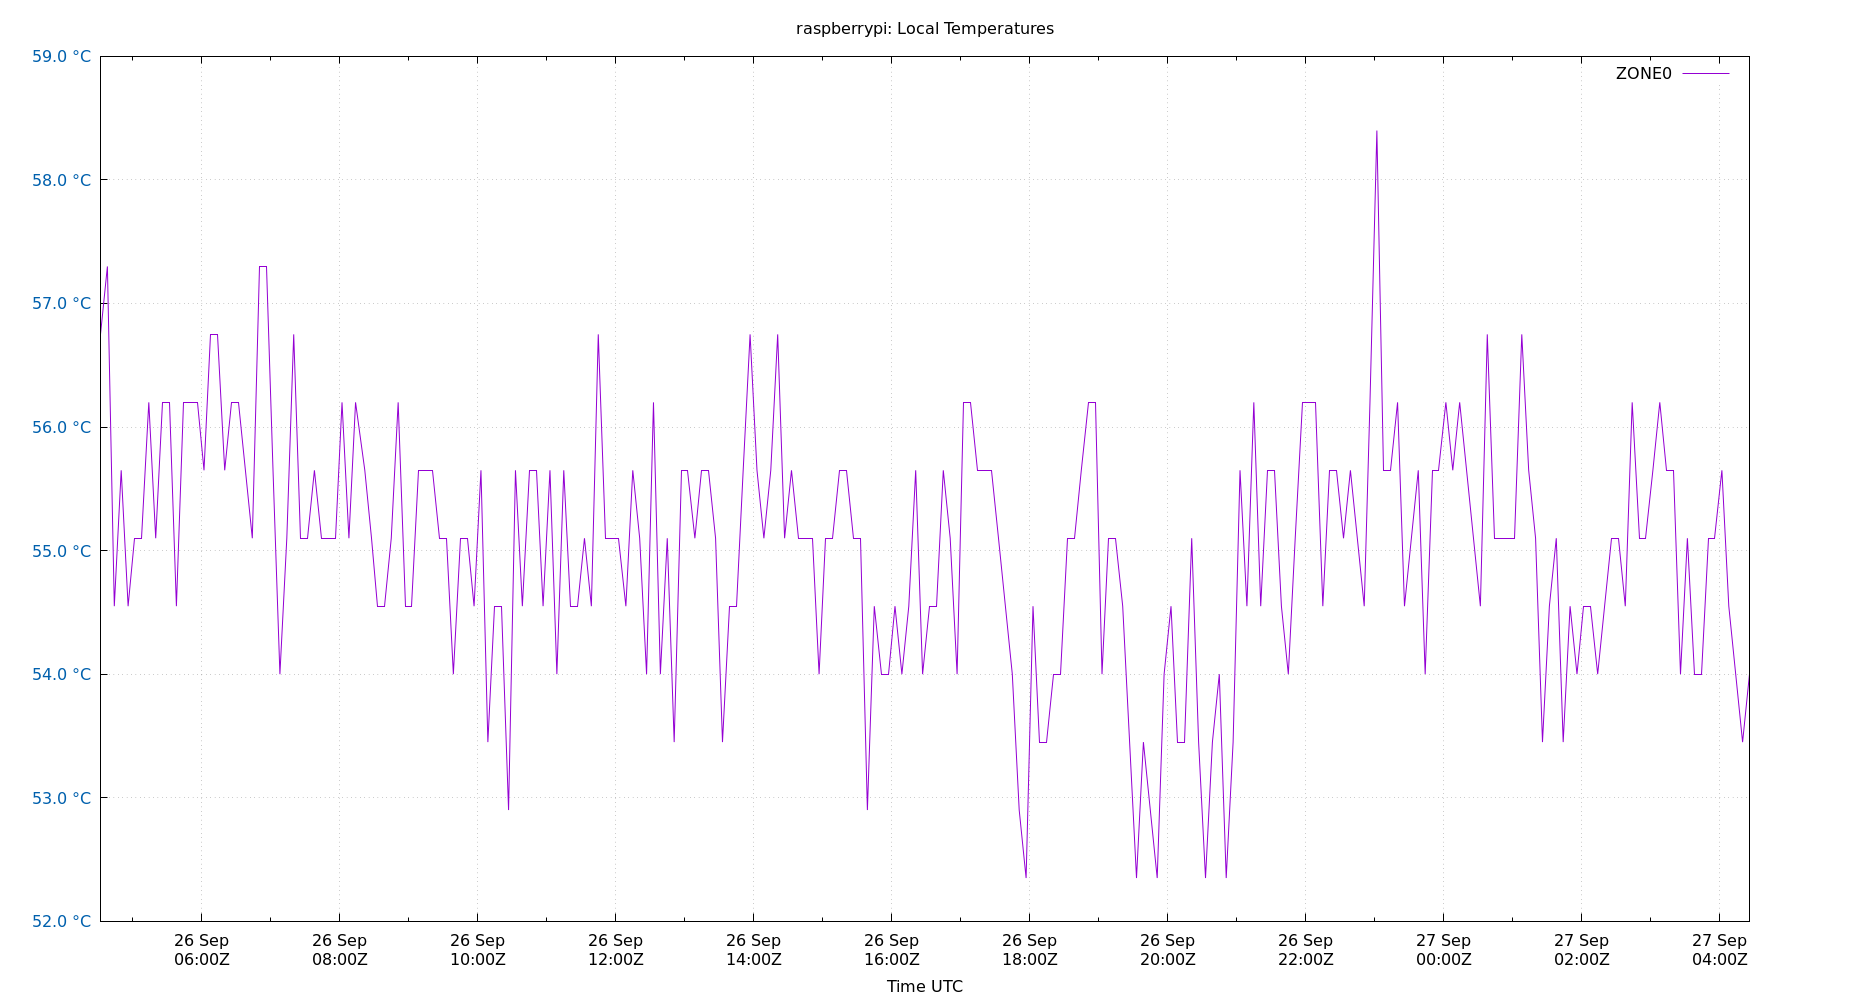 raspberrypi: Local Temperatures
ZONE0
59.0 °C
58.0 °C
57.0 °C
56.0 °C
55.0 °C
54.0 °C
53.0 °C
52.0 °C
26 Sep 26 Sep 26 Sep 26 Sep 26 Sep 26 Sep 26 Sep 26 Sep 26 Sep 27 Sep 27 Sep 27 Sep
06:00Z 08:00Z 10:00Z 12:00Z 14:00Z 16:00Z 18:00Z 20:00Z 22:00Z 00:00Z 02:00Z 04:00Z
Time UTC